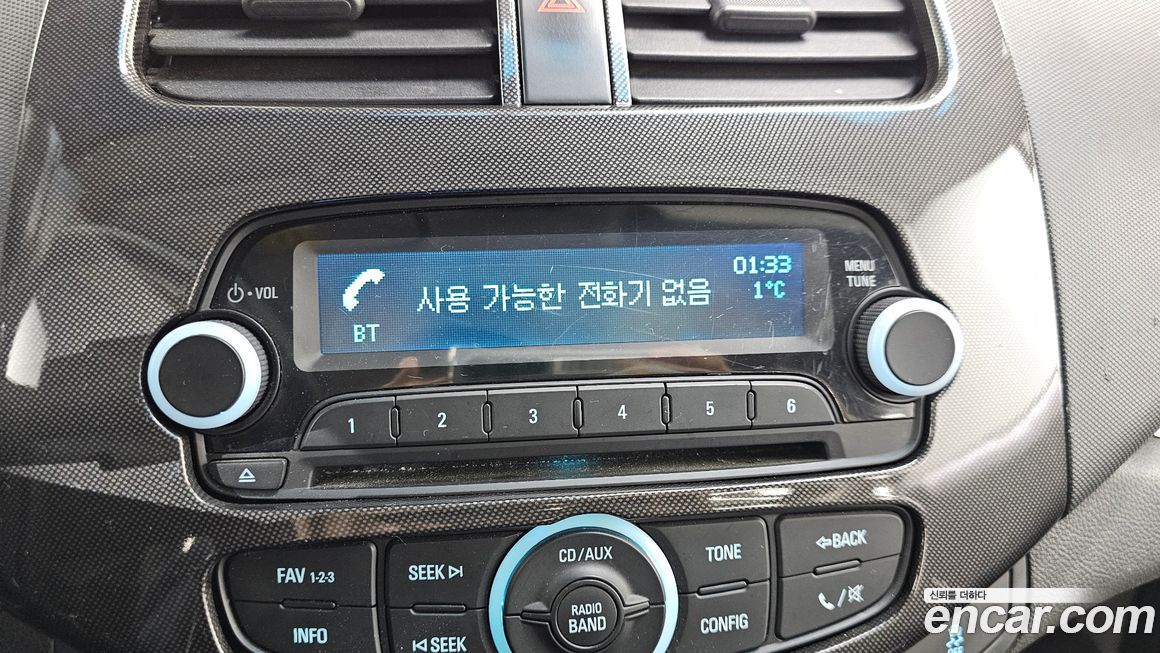 ⏻•VOL
BT
사용 가능한 전화기 없음
01:33
1°C
MENU
TUNE
1 2 3 4 5 6
FAV 1-2-3
SEEK
CD/AUX
TONE
BACK
RADIO
BAND
INFO
SEEK
CONFIG
신뢰를 더하다
encar.com